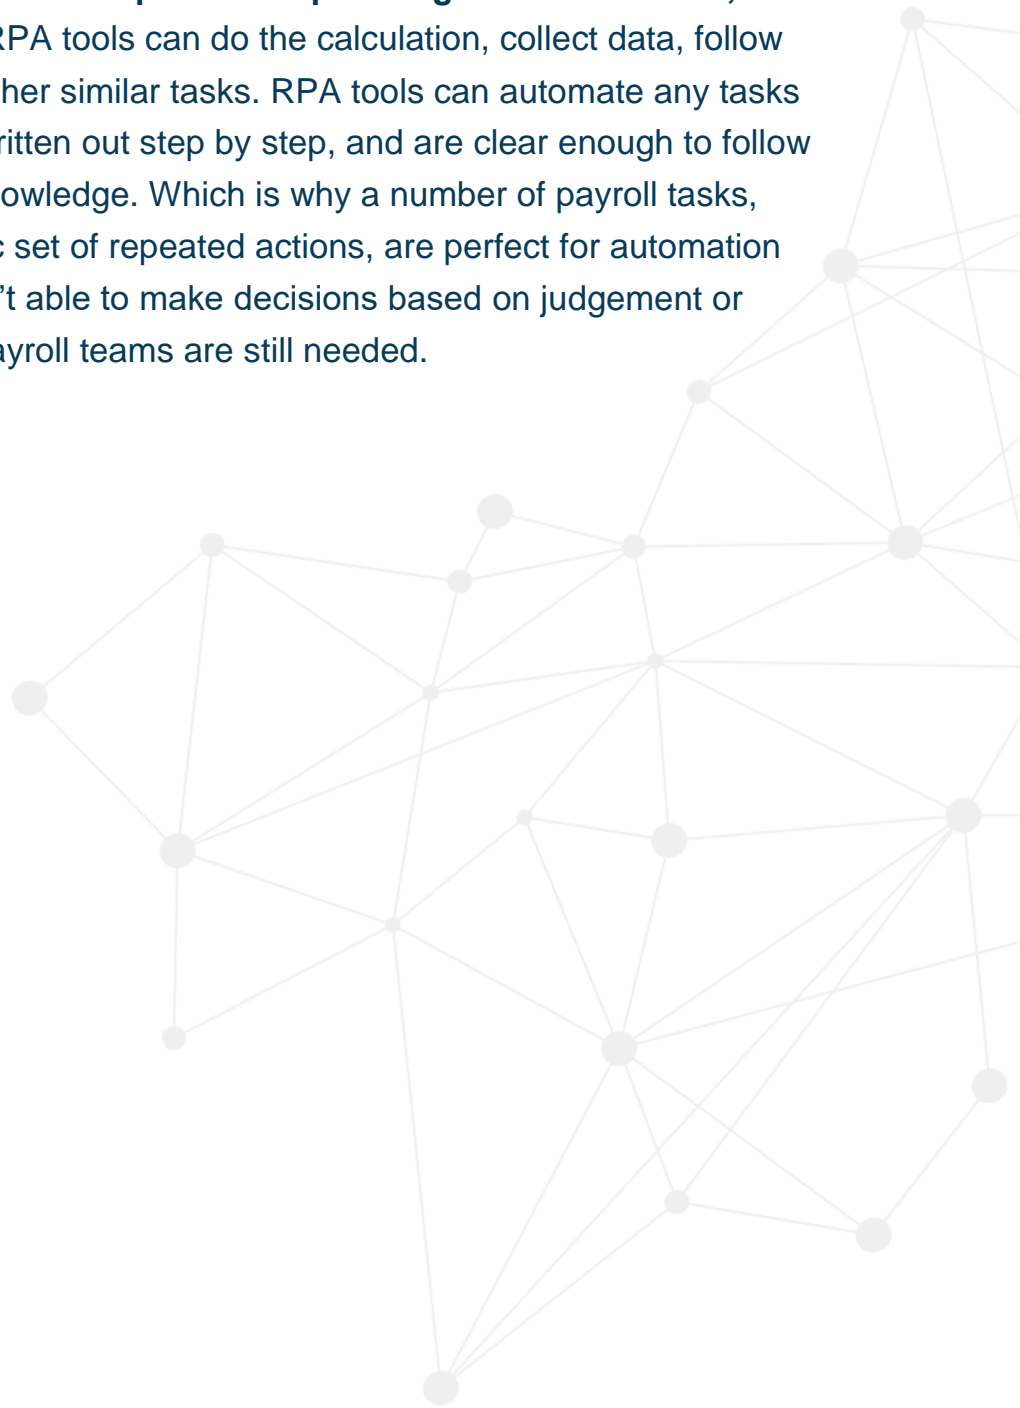 RPA tools can do the calculation, collect data, follow
her similar tasks. RPA tools can automate any tasks
ritten out step by step, and are clear enough to follow
owledge. Which is why a number of payroll tasks,
c set of repeated actions, are perfect for automation
't able to make decisions based on judgement or
ayroll teams are still needed.